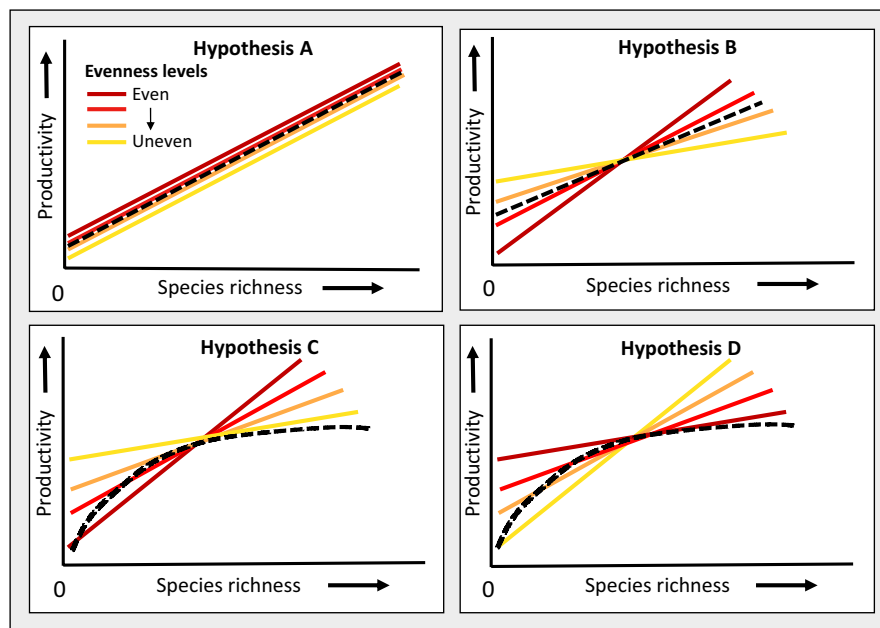 Hypothesis A
Evenness levels
Even
Uneven
Productivity
0
Species richness
Hypothesis B
Productivity
0
Species richness
Hypothesis C
Productivity
0
Species richness
Hypothesis D
Productivity
0
Species richness